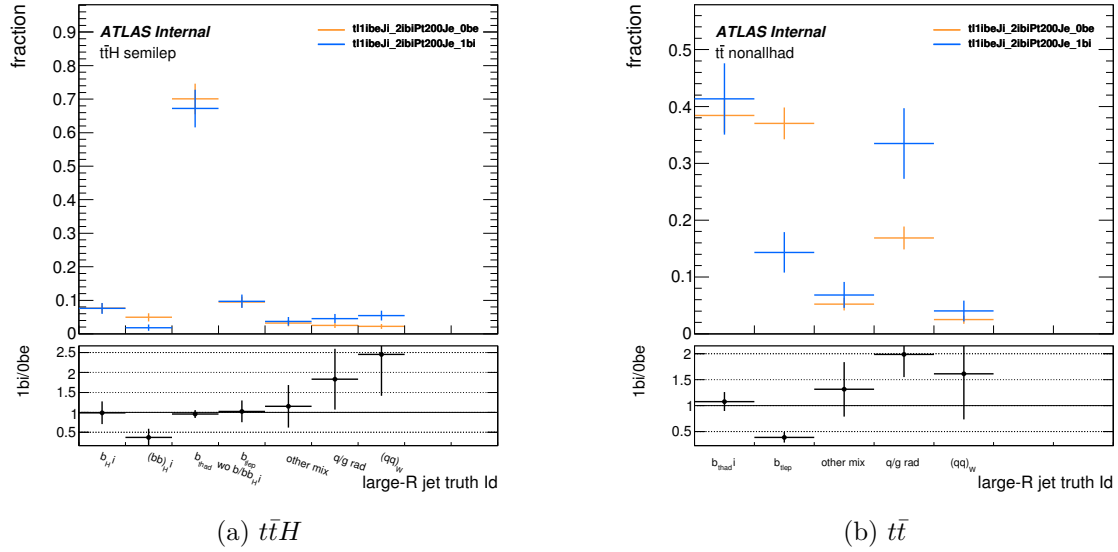 fraction
1
0.9
0.8
0.7
0.6
0.5
0.4
0.3
0.2
0.1
0
ATLAS Internal
tt̄H semilep
tl1ibeJi_2ibiPt200Je_0be
tl1ibeJi_2ibiPt200Je_1bi
1bi/0be
2.5
2
1.5
1
0.5
b_H i
(bb)_H i
b_thad wo b/bb_H i
b_tlep
other mix
q/g rad
(qq)_W
large-R jet truth Id
(a) tt̄H
fraction
0.5
0.4
0.3
0.2
0.1
0
ATLAS Internal
tt̄ nonallhad
tl1ibeJi_2ibiPt200Je_0be
tl1ibeJi_2ibiPt200Je_1bi
1bi/0be
2
1.5
1
0.5
b_thad i
b_tlep
other mix
q/g rad
(qq)_W
large-R jet truth Id
(b) tt̄